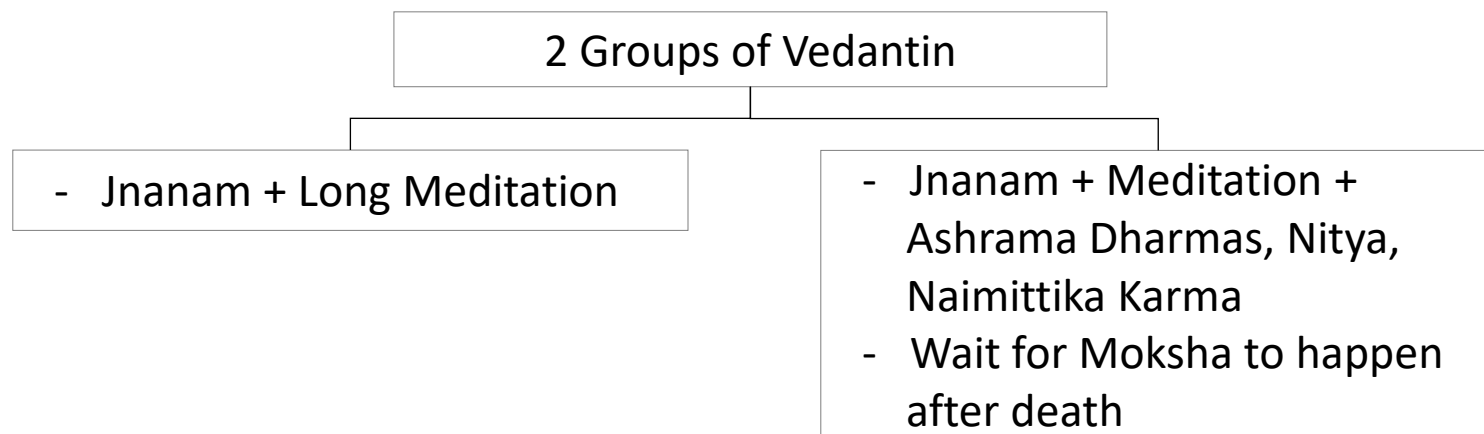 2 Groups of Vedantin
- Jnanam + Long Meditation
- Jnanam + Meditation +
Ashrama Dharmas, Nitya,
Naimittika Karma
- Wait for Moksha to happen
after death